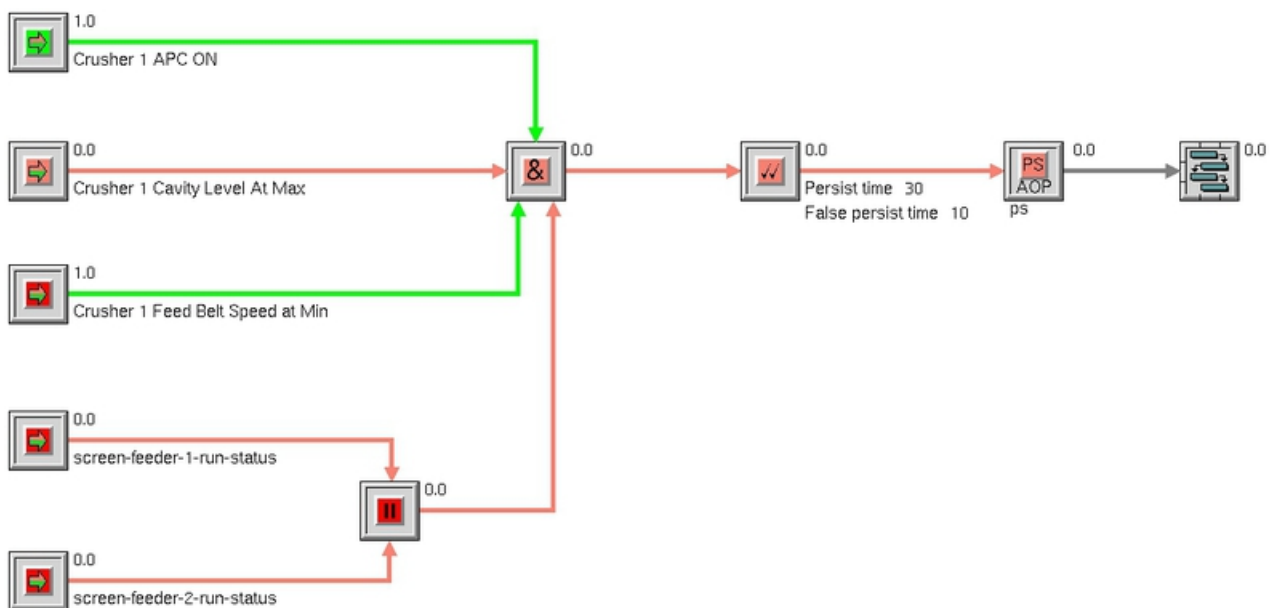 1.0
Crusher 1 APC ON
0.0
Crusher 1 Cavity Level At Max
&
0.0
0.0
Persist time 30
False persist time 10
PS
AOP
ps
0.0
0.0
1.0
Crusher 1 Feed Belt Speed at Min
0.0
screen-feeder-1-run-status
0.0
0.0
screen-feeder-2-run-status